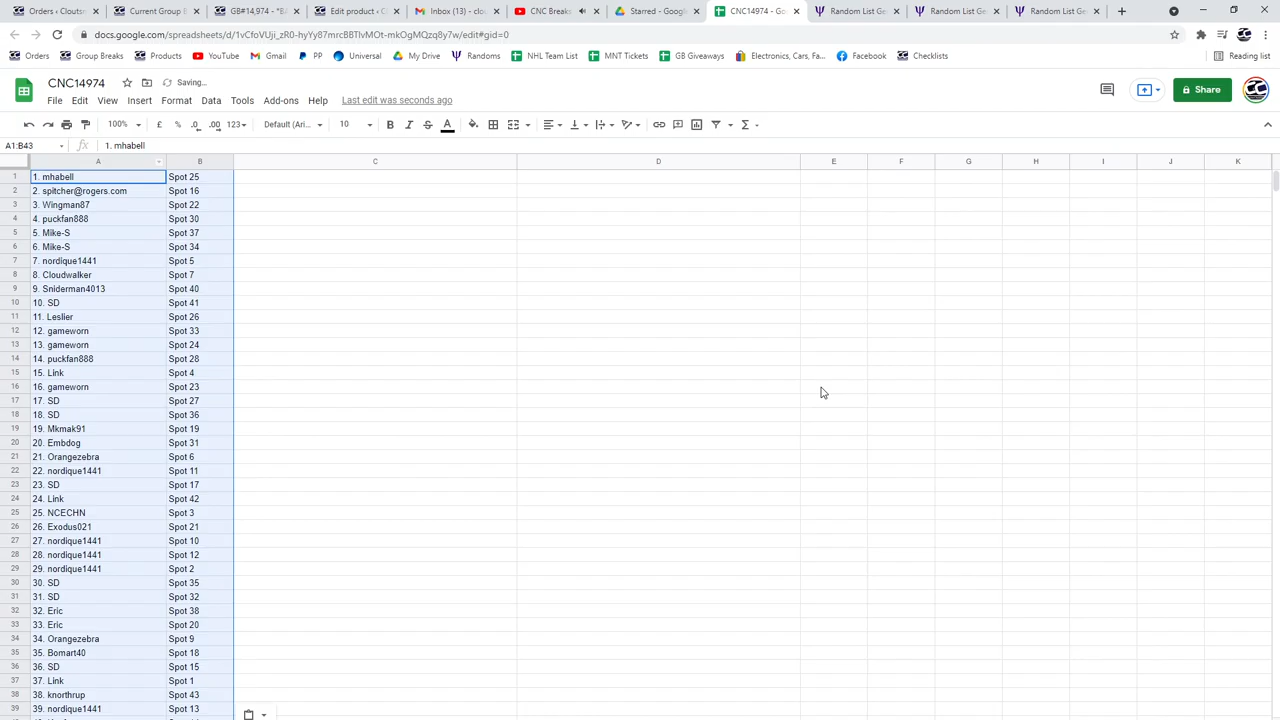 Orders ‹ Cloutsn
Current Group B
GB#14,974 - *B
Edit product ‹ C
Inbox (13) - clou
CNC Breaks
Starred - Google
CNC14974 - Go
Random List Ge
Random List Ge
Random List Ge
docs.google.com/spreadsheets/d/1vCfoVUji_zR0-hyYy87mrcBBTlvMOt-mkOgMQzq8y7w/edit#gid=0
Orders Group Breaks Products YouTube Gmail PP Universal My Drive Randoms NHL Team List MNT Tickets GB Giveaways Electronics, Cars, Fa... Facebook Checklists Reading list
CNC14974 Saving...
File Edit View Insert Format Data Tools Add-ons Help Last edit was seconds ago Share
100% £ % .0 .00 123 Default (Ari... 10 B I S A
A1:B43 fx 1. mhabell
A B C D E F G H I J K
1 1. mhabell Spot 25
2 2. spitcher@rogers.com Spot 16
3 3. Wingman87 Spot 22
4 4. puckfan888 Spot 30
5 5. Mike-S Spot 37
6 6. Mike-S Spot 34
7 7. nordique1441 Spot 5
8 8. Cloudwalker Spot 7
9 9. Sniderman4013 Spot 40
10 10. SD Spot 41
11 11. Leslier Spot 26
12 12. gameworn Spot 33
13 13. gameworn Spot 24
14 14. puckfan888 Spot 28
15 15. Link Spot 4
16 16. gameworn Spot 23
17 17. SD Spot 27
18 18. SD Spot 36
19 19. Mkmak91 Spot 19
20 20. Embdog Spot 31
21 21. Orangezebra Spot 6
22 22. nordique1441 Spot 11
23 23. SD Spot 17
24 24. Link Spot 42
25 25. NCECHN Spot 3
26 26. Exodus021 Spot 21
27 27. nordique1441 Spot 10
28 28. nordique1441 Spot 12
29 29. nordique1441 Spot 2
30 30. SD Spot 35
31 31. SD Spot 32
32 32. Eric Spot 38
33 33. Eric Spot 20
34 34. Orangezebra Spot 9
35 35. Bomart40 Spot 18
36 36. SD Spot 15
37 37. Link Spot 1
38 38. knorthrup Spot 43
39 39. nordique1441 Spot 13